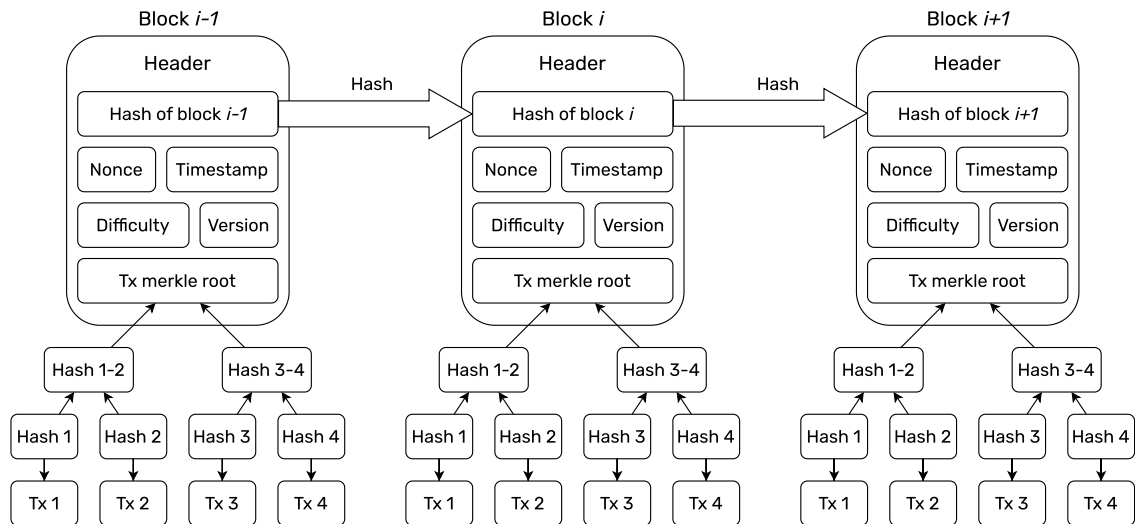 Block i-1
Block i
Block i+1
Header
Header
Header
Hash
Hash
Hash of block i-1
Hash of block i
Hash of block i+1
Nonce
Timestamp
Nonce
Timestamp
Nonce
Timestamp
Difficulty
Version
Difficulty
Version
Difficulty
Version
Tx merkle root
Tx merkle root
Tx merkle root
Hash 1-2
Hash 3-4
Hash 1-2
Hash 3-4
Hash 1-2
Hash 3-4
Hash 1
Hash 2
Hash 3
Hash 4
Hash 1
Hash 2
Hash 3
Hash 4
Hash 1
Hash 2
Hash 3
Hash 4
Tx 1
Tx 2
Tx 3
Tx 4
Tx 1
Tx 2
Tx 3
Tx 4
Tx 1
Tx 2
Tx 3
Tx 4